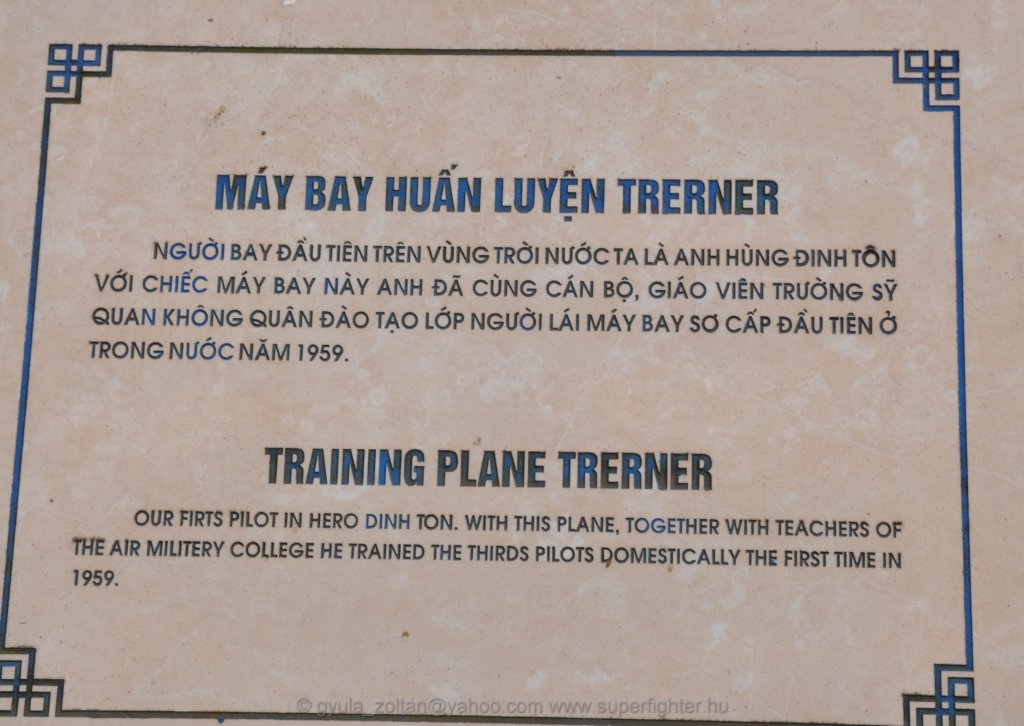 MÁY BAY HUẤN LUYỆN TRERNER
NGƯỜI BAY ĐẦU TIÊN TRÊN VÙNG TRỜI NƯỚC TA LÀ ANH HÙNG ĐINH TÔN
VỚI CHIẾC MÁY BAY NÀY ANH ĐÃ CÙNG CÁN BỘ, GIÁO VIÊN TRƯỜNG SỸ
QUAN KHÔNG QUÂN ĐÀO TẠO LỚP NGƯỜI LÁI MÁY BAY SƠ CẤP ĐẦU TIÊN Ở
TRONG NƯỚC NĂM 1959.
TRAINING PLANE TRERNER
OUR FIRTS PILOT IN HERO DINH TON. WITH THIS PLANE, TOGETHER WITH TEACHERS OF
THE AIR MILITERY COLLEGE HE TRAINED THE THIRDS PILOTS DOMESTICALLY THE FIRST TIME IN
1959.
© gyula_zoltan@yahoo.com www.superfighter.hu